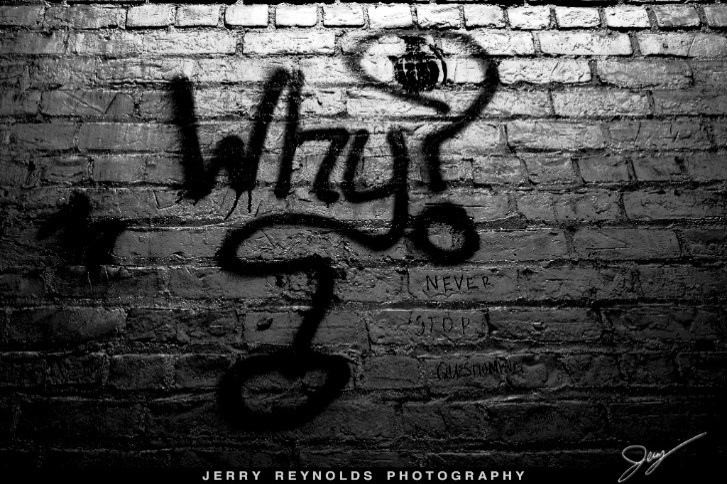 Why?
NEVER
STOP
QUESTIONING
Jerry
JERRY REYNOLDS PHOTOGRAPHY